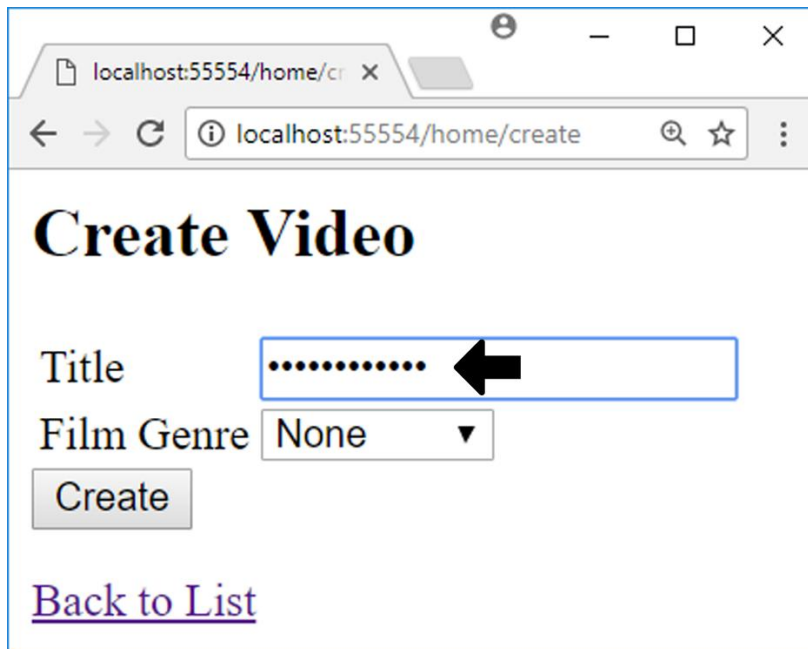 localhost:55554/home/cr
localhost:55554/home/create
Create Video
Title ••••••••••••
Film Genre None
Create
Back to List